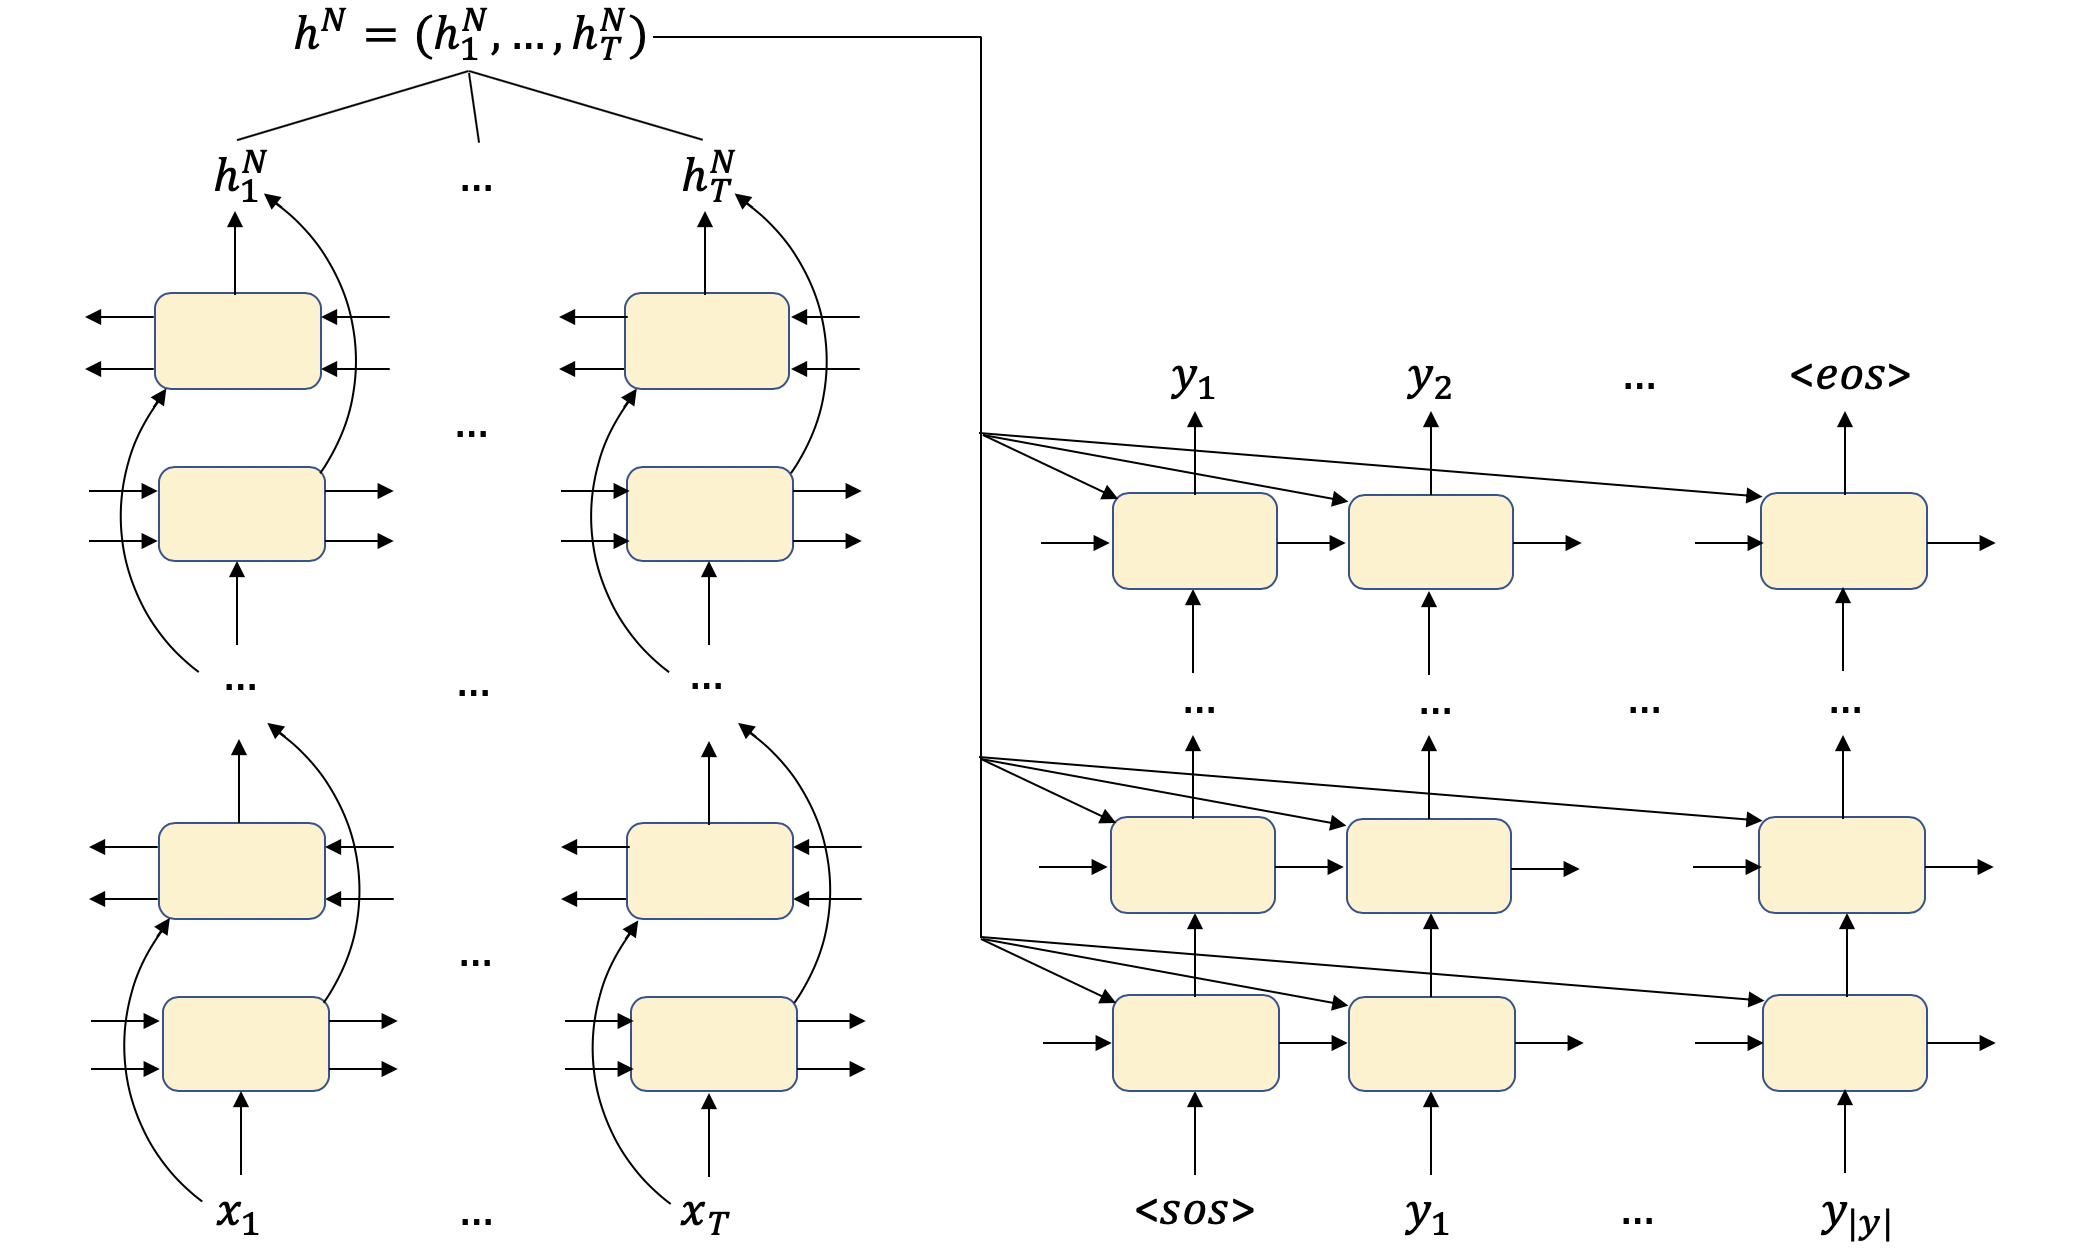 h^N = (h_1^N, ..., h_T^N)
h_1^N ... h_T^N
...
... ... ...
...
x_1 ... x_T
y_1 y_2 ... <eos>
... ... ... ...
<sos> y_1 ... y_{|y|}